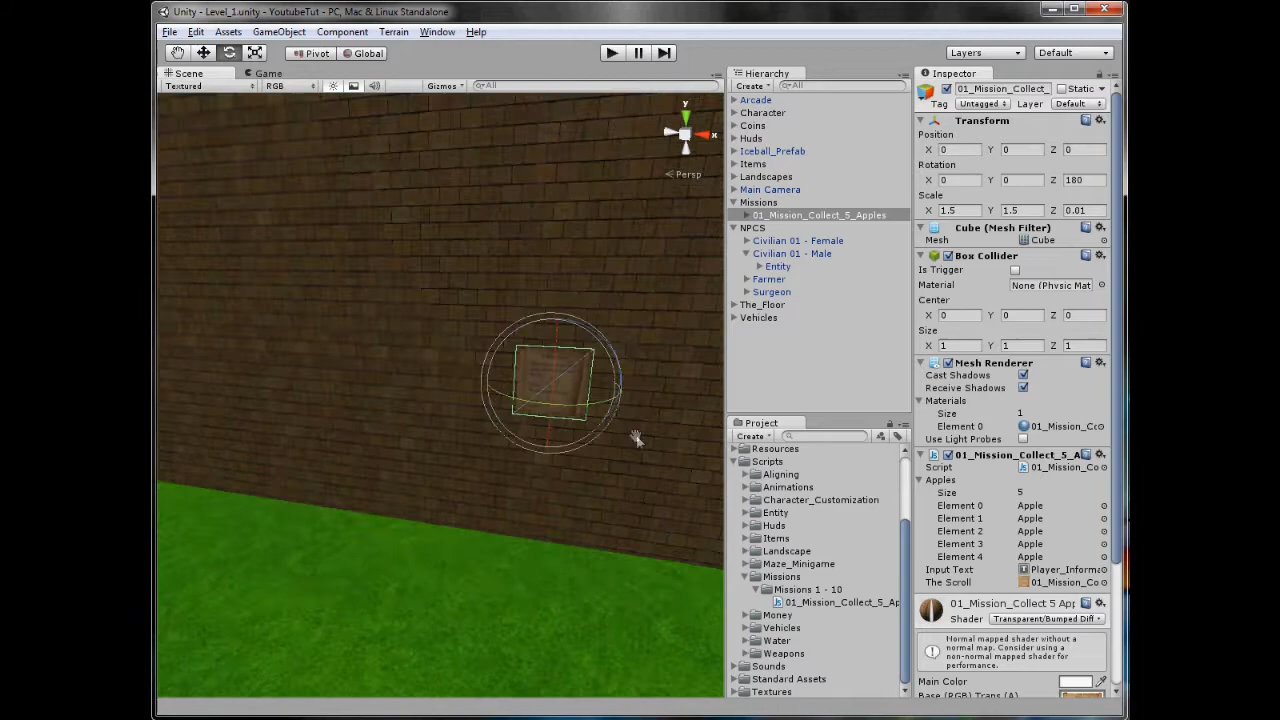 Unity - Level_1.unity - YoutubeTut - PC, Mac & Linux Standalone
File Edit Assets GameObject Component Terrain Window Help
Pivot Global Layers Default
Scene Game
Textured RGB Gizmos All
y
x
Persp
Hierarchy
Create All
Arcade
Character
Coins
Huds
Iceball_Prefab
Items
Landscapes
Main Camera
Missions
01_Mission_Collect_5_Apples
NPCS
Civilian 01 - Female
Civilian 01 - Male
Entity
Farmer
Surgeon
The_Floor
Vehicles
Project
Create
Resources
Scripts
Aligning
Animations
Character_Customization
Entity
Huds
Items
Landscape
Maze_Minigame
Missions
Missions 1 - 10
01_Mission_Collect_5_Ap
Money
Vehicles
Water
Weapons
Sounds
Standard Assets
Textures
Inspector
01_Mission_Collect_ Static
Tag Untagged Layer Default
Transform
Position
X 0 Y 0 Z 0
Rotation
X 0 Y 0 Z 180
Scale
X 1.5 Y 1.5 Z 0.01
Cube (Mesh Filter)
Mesh Cube
Box Collider
Is Trigger
Material None (Physic Mat
Center
X 0 Y 0 Z 0
Size
X 1 Y 1 Z 1
Mesh Renderer
Cast Shadows
Receive Shadows
Materials
Size 1
Element 0 01_Mission_Co
Use Light Probes
01_Mission_Collect_5_A
Script 01_Mission_Co
Apples
Size 5
Element 0 Apple
Element 1 Apple
Element 2 Apple
Element 3 Apple
Element 4 Apple
Input Text Player_Informa
The Scroll 01_Mission_Co
01_Mission_Collect 5 App
Shader Transparent/Bumped Diff
Normal mapped shader without a
normal map. Consider using a
non-normal mapped shader for
performance.
Main Color
Base (RGB) Trans (A)